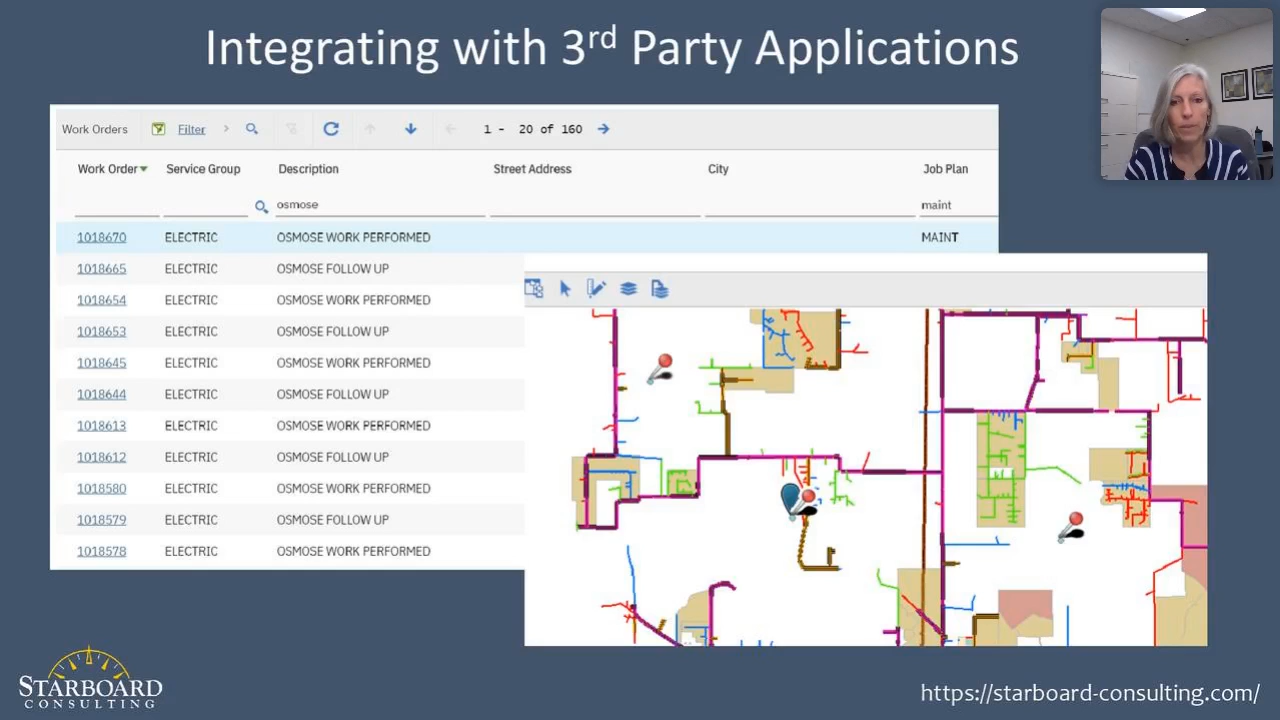 Integrating with 3rd Party Applications
Work Orders Filter 1 - 20 of 160
Work Order Service Group Description Street Address City Job Plan
osmose maint
1018670 ELECTRIC OSMOSE WORK PERFORMED MAINT
1018665 ELECTRIC OSMOSE FOLLOW UP
1018654 ELECTRIC OSMOSE WORK PERFORMED
1018653 ELECTRIC OSMOSE FOLLOW UP
1018645 ELECTRIC OSMOSE WORK PERFORMED
1018644 ELECTRIC OSMOSE FOLLOW UP
1018613 ELECTRIC OSMOSE WORK PERFORMED
1018612 ELECTRIC OSMOSE FOLLOW UP
1018580 ELECTRIC OSMOSE WORK PERFORMED
1018579 ELECTRIC OSMOSE FOLLOW UP
1018578 ELECTRIC OSMOSE WORK PERFORMED
STARBOARD
CONSULTING
https://starboard-consulting.com/